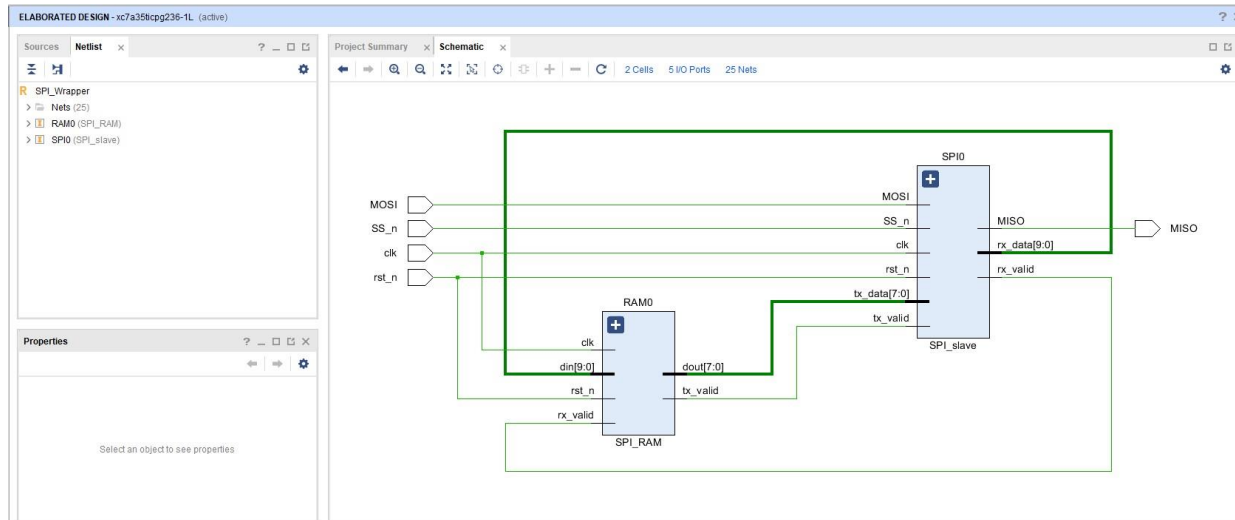 ELABORATED DESIGN - xc7a35ticpg236-1L (active)
Sources Netlist
SPI_Wrapper
Nets (25)
RAM0 (SPI_RAM)
SPI0 (SPI_slave)
Properties
Select an object to see properties
Project Summary Schematic
2 Cells 5 I/O Ports 25 Nets
MOSI
SS_n
clk
rst_n
RAM0
clk
din[9:0]
rst_n
rx_valid
dout[7:0]
tx_valid
SPI_RAM
SPI0
MOSI
SS_n
clk
rst_n
tx_data[7:0]
tx_valid
MISO
rx_data[9:0]
rx_valid
SPI_slave
MISO